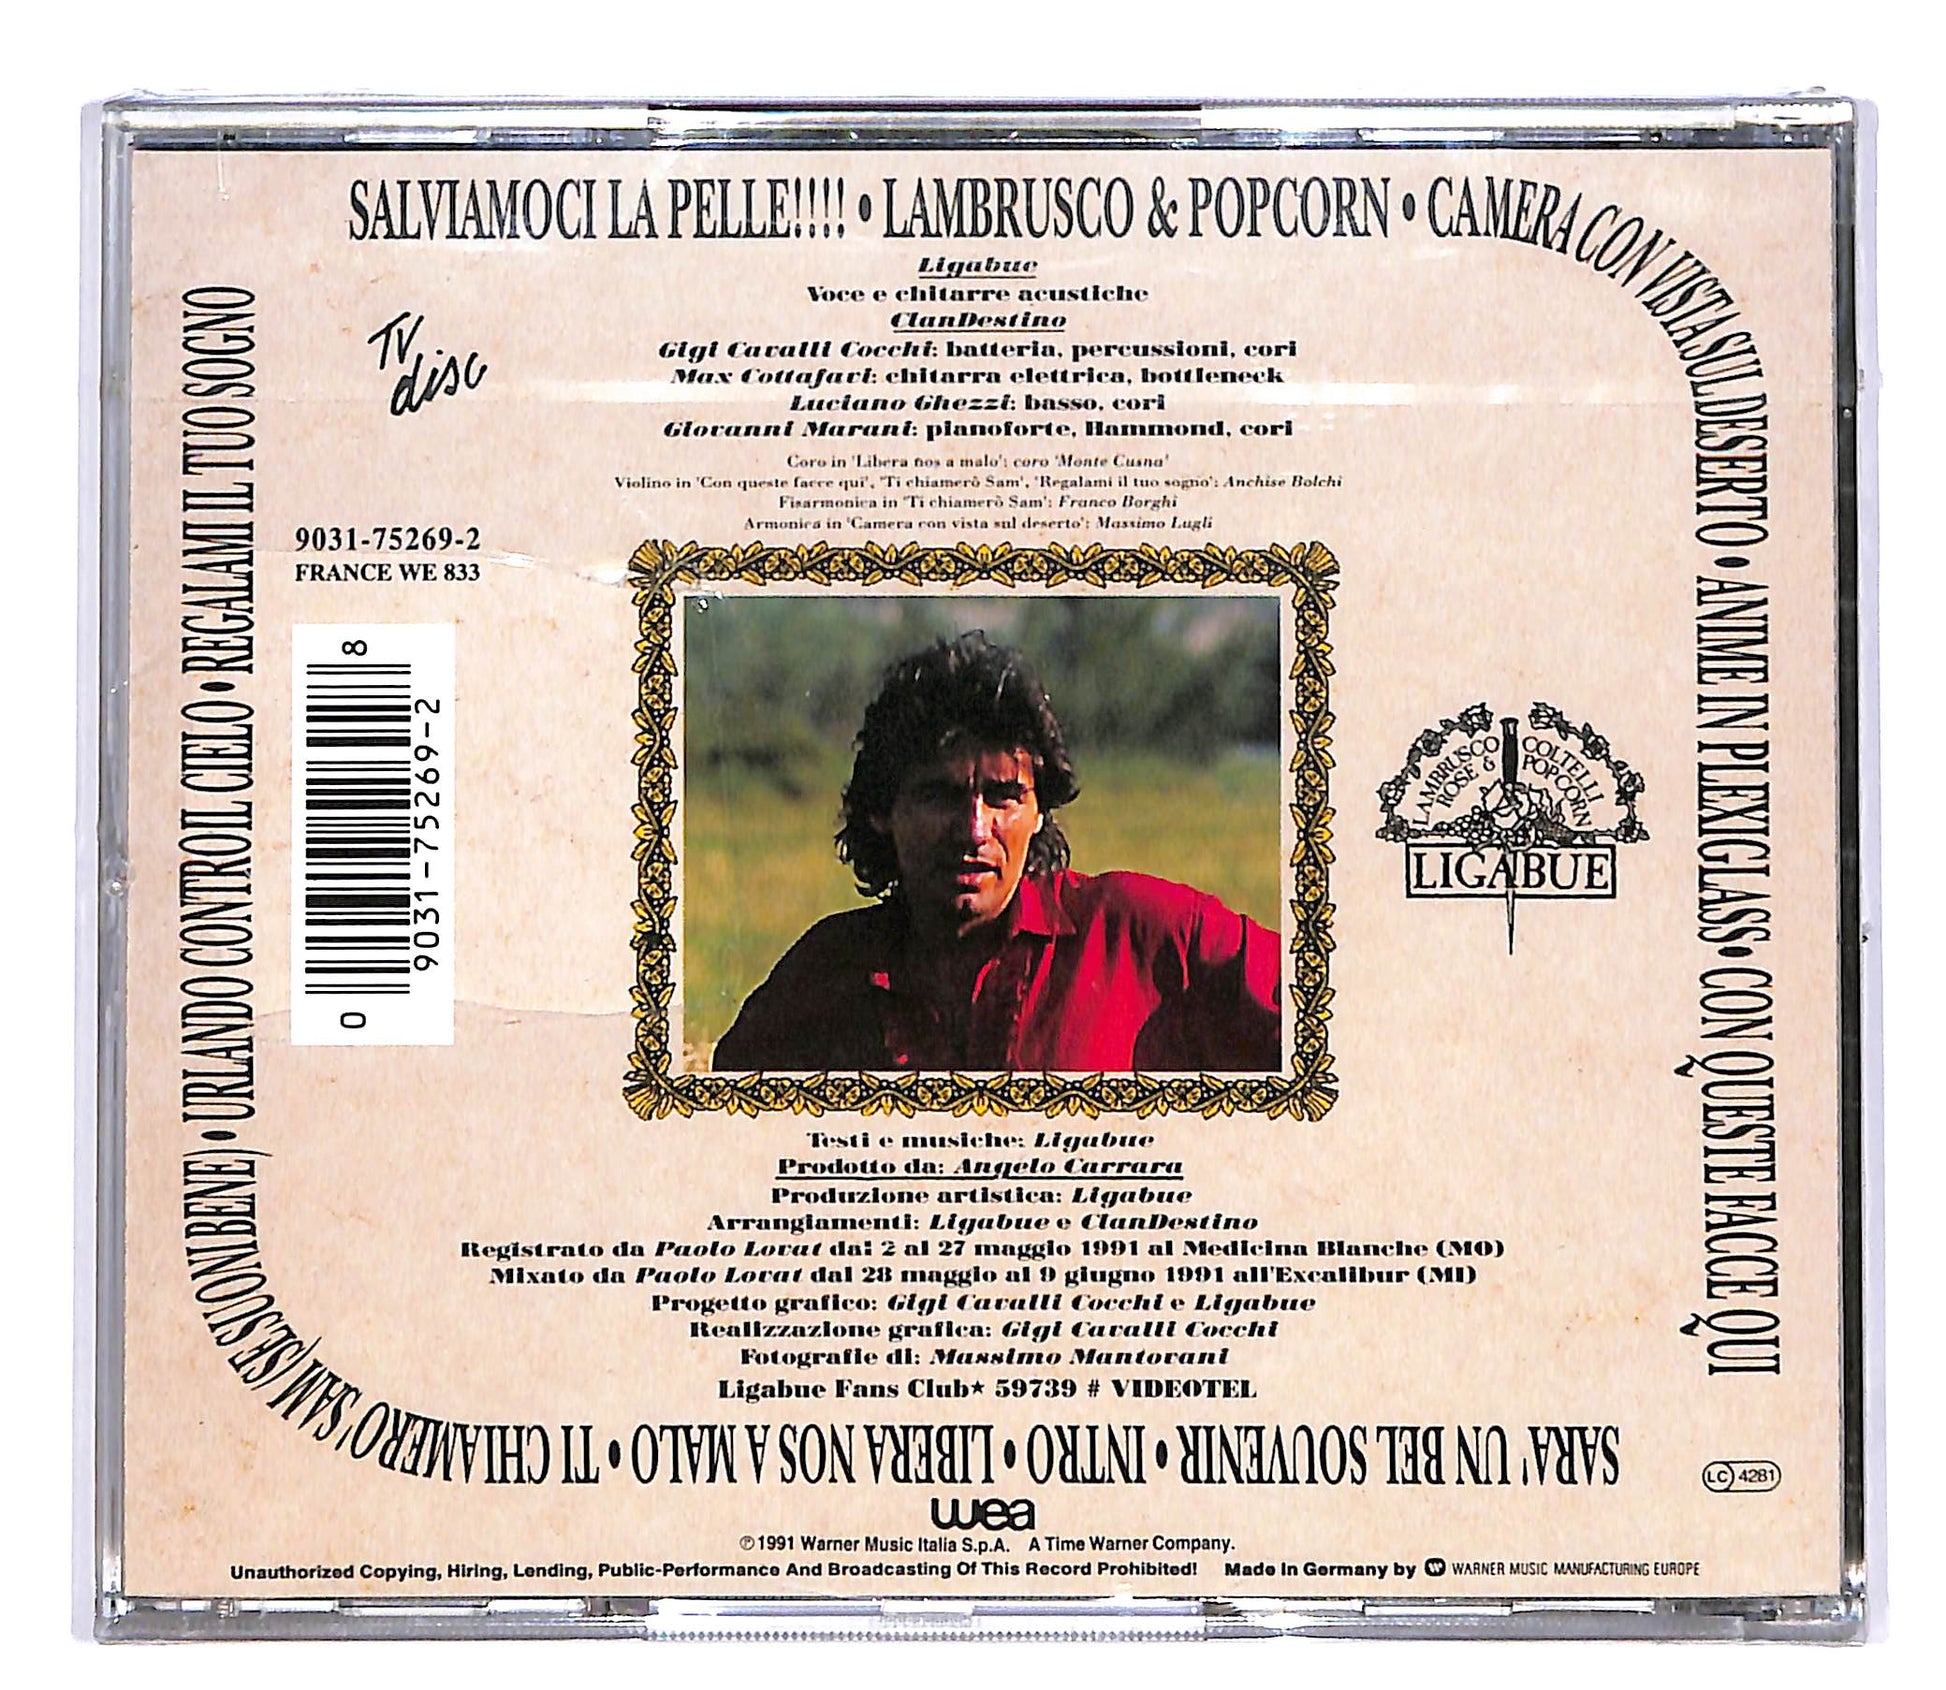 SALVIAMOCI LA PELLE!!!! • LAMBRUSCO & POPCORN • CAMERA CON VISTA SUL DESERTO • ANIME IN PLEXIGLASS • CON QUESTE FACCE QUI
SARA' UN BEL SOUVENIR • INTRO • LIBERA NOS A MALO • TI CHIAMERO' SAM (SE SUONI BENE) • URLANDO CONTRO IL CIELO • REGALAMI IL TUO SOGNO
Ligabue
Voce e chitarre acustiche
ClanDestino
Gigi Cavalli Cocchi: batteria, percussioni, cori
Max Cottafavi: chitarra elettrica, bottleneck
Luciano Ghezzi: basso, cori
Giovanni Marani: pianoforte, Hammond, cori
Coro in 'Libera nos a malo': coro 'Monte Cusna'
Violino in 'Con queste facce qui', 'Ti chiamerò Sam', 'Regalami il tuo sogno': Anchise Bolchi
Fisarmonica in 'Ti chiamerò Sam': Franco Borghi
Armonica in 'Camera con vista sul deserto': Massimo Lugli
TV
disc
9031-75269-2
FRANCE WE 833
0 9031-75269-2 8
LAMBRUSCO COLTELLI
ROSE & POPCORN
LIGABUE
Testi e musiche: Ligabue
Prodotto da: Angelo Carrara
Produzione artistica: Ligabue
Arrangiamenti: Ligabue e ClanDestino
Registrato da Paolo Lovat dal 2 al 27 maggio 1991 al Medicina Blanche (MO)
Mixato da Paolo Lovat dal 28 maggio al 9 giugno 1991 all'Excalibur (MI)
Progetto grafico: Gigi Cavalli Cocchi e Ligabue
Realizzazione grafica: Gigi Cavalli Cocchi
Fotografie di: Massimo Mantovani
Ligabue Fans Club★ 59739 # VIDEOTEL
LC 4281
wea
℗1991 Warner Music Italia S.p.A. A Time Warner Company.
Unauthorized Copying, Hiring, Lending, Public-Performance And Broadcasting Of This Record Prohibited! Made in Germany by WARNER MUSIC MANUFACTURING EUROPE